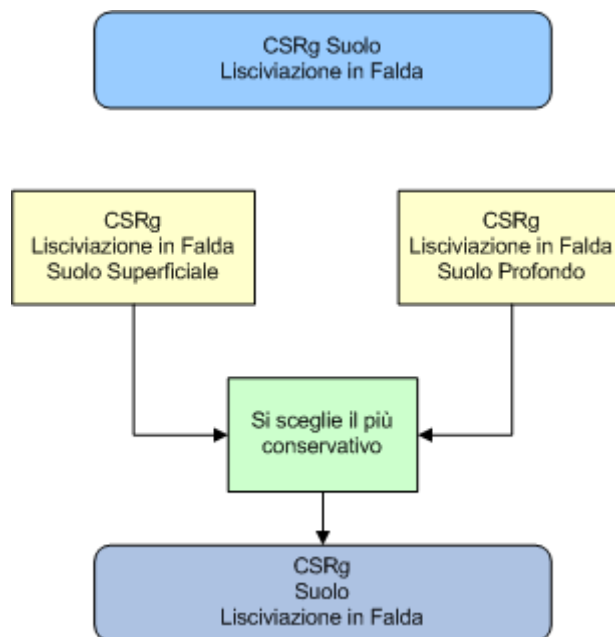 CSRg Suolo
Lisciviazione in Falda
CSRg
Lisciviazione in Falda
Suolo Superficiale
CSRg
Lisciviazione in Falda
Suolo Profondo
Si sceglie il più
conservativo
CSRg
Suolo
Lisciviazione in Falda